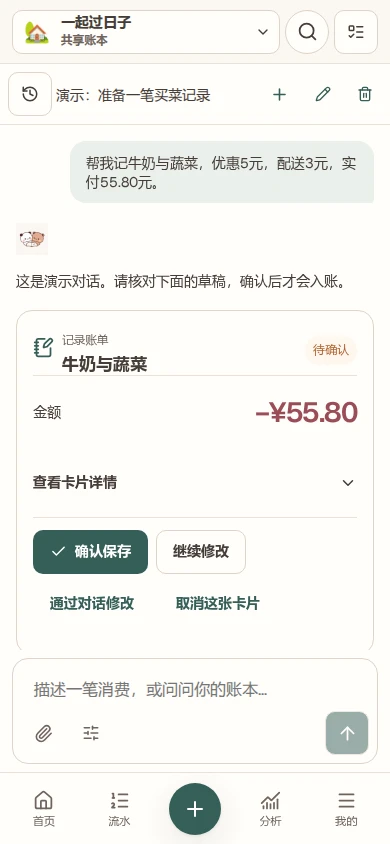 一起过日子
共享账本
演示：准备一笔买菜记录
帮我记牛奶与蔬菜，优惠5元，配送3元，实
付55.80元。
这是演示对话。请核对下面的草稿，确认后才会入账。
记录账单
牛奶与蔬菜
待确认
金额
-¥55.80
查看卡片详情
确认保存
继续修改
通过对话修改
取消这张卡片
描述一笔消费，或问问你的账本...
首页
流水
分析
我的